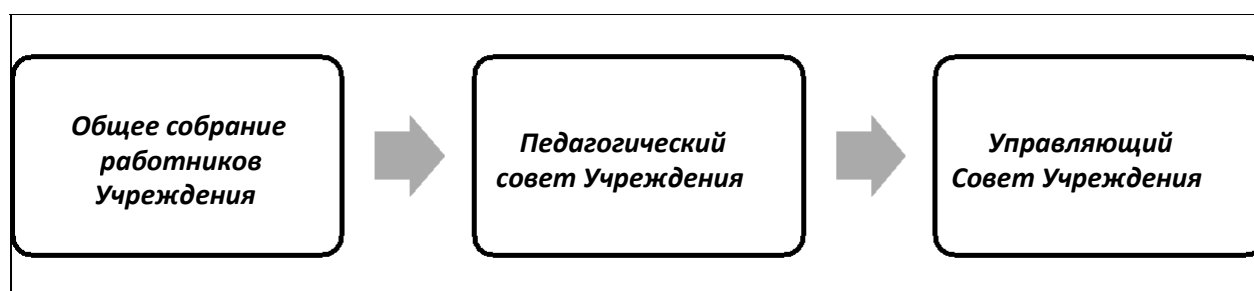 Общее собрание
работников
Учреждения
Педагогический
совет Учреждения
Управляющий
Совет Учреждения